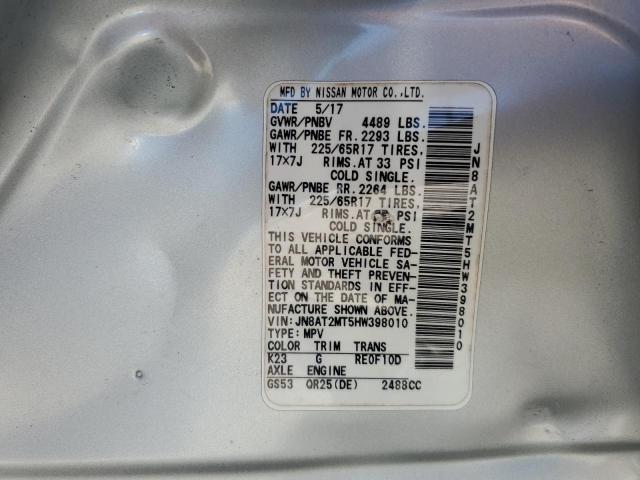 MFD BY NISSAN MOTOR CO.,LTD.
DATE 5/17
GVWR/PNBV 4489 LBS.
GAWR/PNBE FR. 2293 LBS.
WITH 225/65R17 TIRES.
17x7J RIMS. AT 33 PSI
COLD SINGLE.
GAWR/PNBE RR. 2264 LBS.
WITH 225/65R17 TIRES.
17x7J RIMS. AT PSI
COLD SINGLE.
THIS VEHICLE CONFORMS
TO ALL APPLICABLE FED-
ERAL MOTOR VEHICLE SA-
FETY AND THEFT PREVEN-
TION STANDARDS IN EFF-
ECT ON THE DATE OF MA-
NUFACTURE SHOWN ABOVE.
VIN: JN8AT2MT5HW398010
TYPE: MPV
COLOR TRIM TRANS
K23 G RE0F10D
AXLE ENGINE
GS53 QR25(DE) 2488CC
JN8AT2MT5HW398010